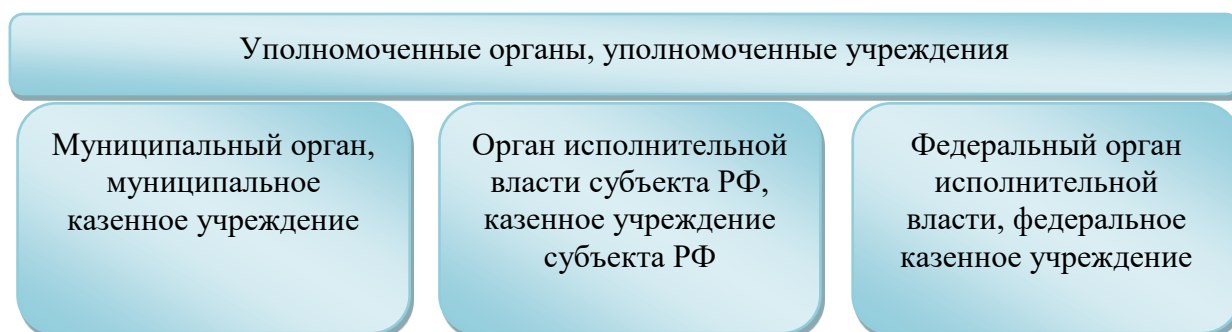 Уполномоченные органы, уполномоченные учреждения
Муниципальный орган,
муниципальное
казенное учреждение
Орган исполнительной
власти субъекта РФ,
казенное учреждение
субъекта РФ
Федеральный орган
исполнительной
власти, федеральное
казенное учреждение